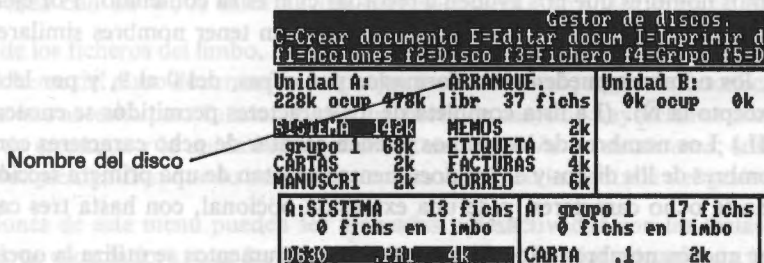 Gestor de discos.
C=Crear documento E=Editar docum I=Imprimir d
f1=Acciones f2=Disco f3=Fichero f4=Grupo f5=D
Unidad A: ARRANQUE. Unidad B:
228k ocup 478k libr 37 fichs 0k ocup 0k
SISTEMA 142k MEMOS 2k
grupo 1 68k ETIQUETA 2k
Nombre del disco
CARTAS 2k FACTURAS 4k
MANUSCRI 2k CORREO 6k
A:SISTEMA 13 fichs A: grupo 1 17 fichs
0 fichs en limbo 0 fichs en limbo
D630 .PRI 4k CARTA .1 2k